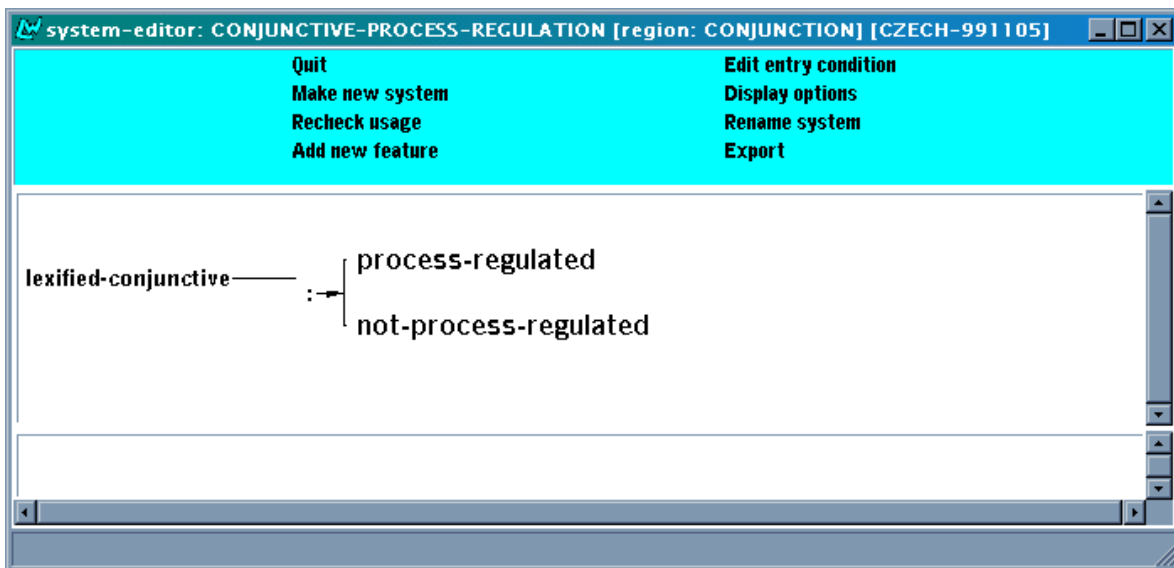 system-editor: CONJUNCTIVE-PROCESS-REGULATION [region: CONJUNCTION] [CZECH-991105]
Quit
Make new system
Recheck usage
Add new feature
Edit entry condition
Display options
Rename system
Export
lexified-conjunctive
:
process-regulated
not-process-regulated